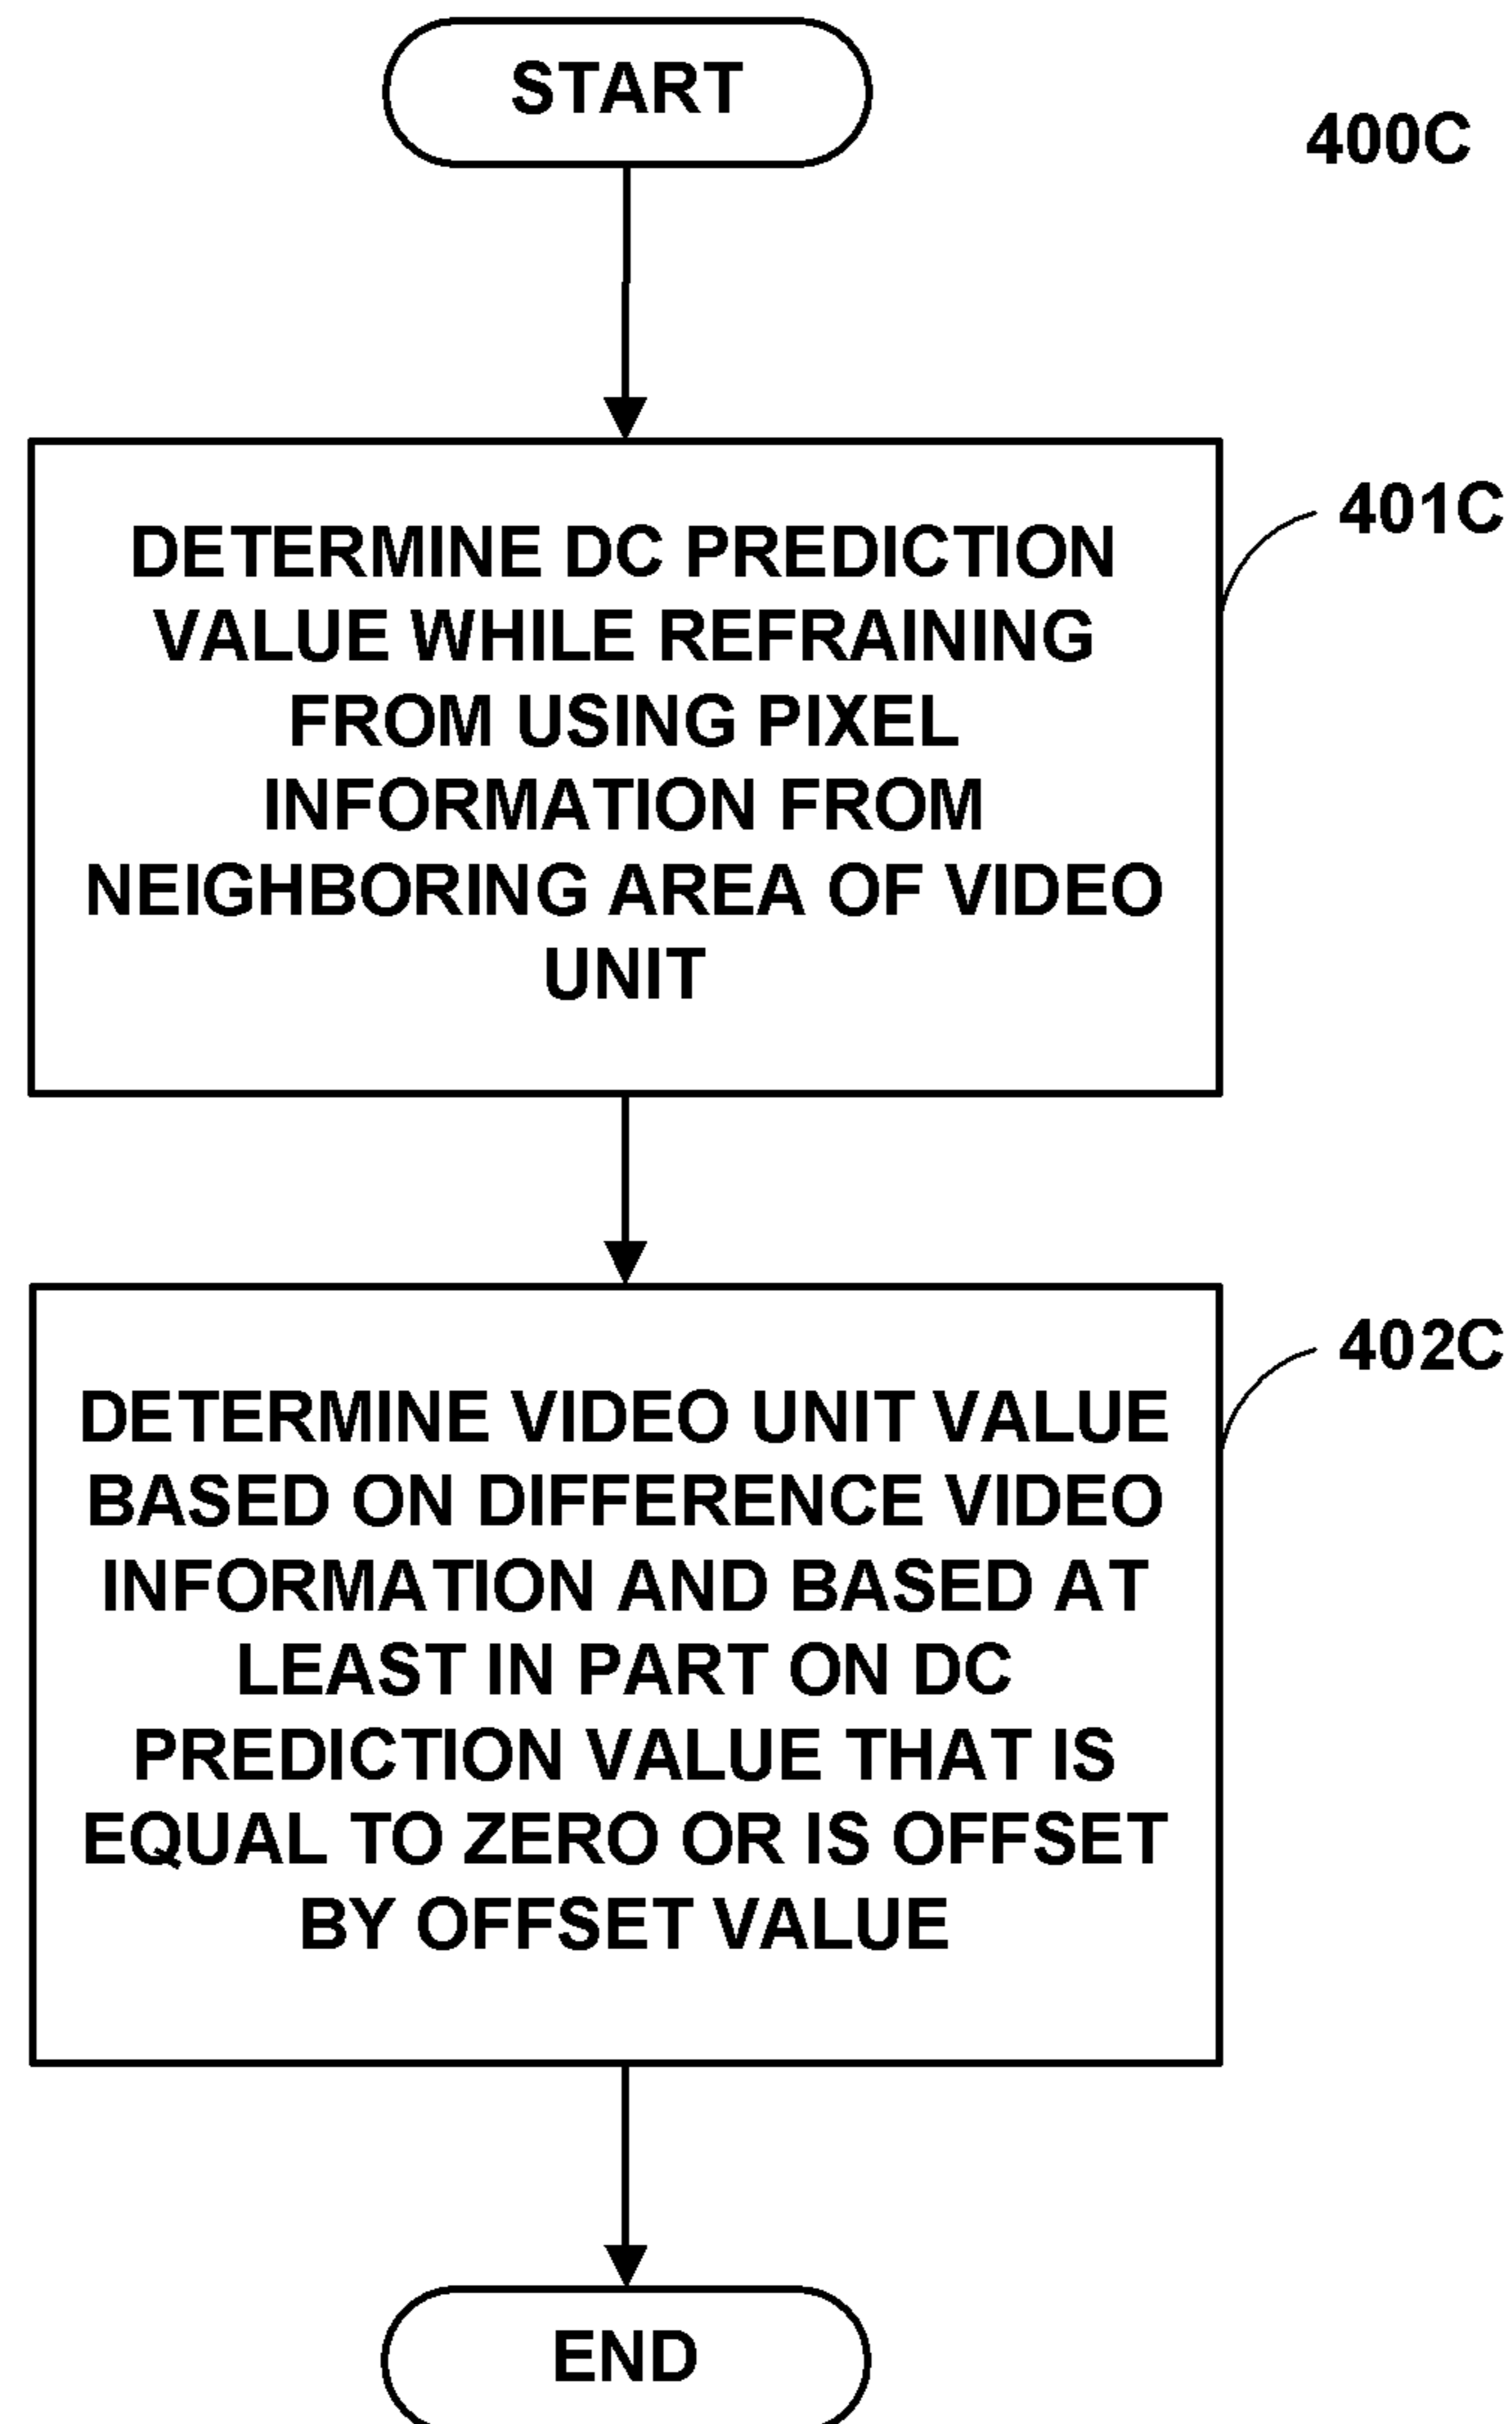 START
400C
401C
DETERMINE DC PREDICTION
VALUE WHILE REFRAINING
FROM USING PIXEL
INFORMATION FROM
NEIGHBORING AREA OF VIDEO
UNIT
402C
DETERMINE VIDEO UNIT VALUE
BASED ON DIFFERENCE VIDEO
INFORMATION AND BASED AT
LEAST IN PART ON DC
PREDICTION VALUE THAT IS
EQUAL TO ZERO OR IS OFFSET
BY OFFSET VALUE
END